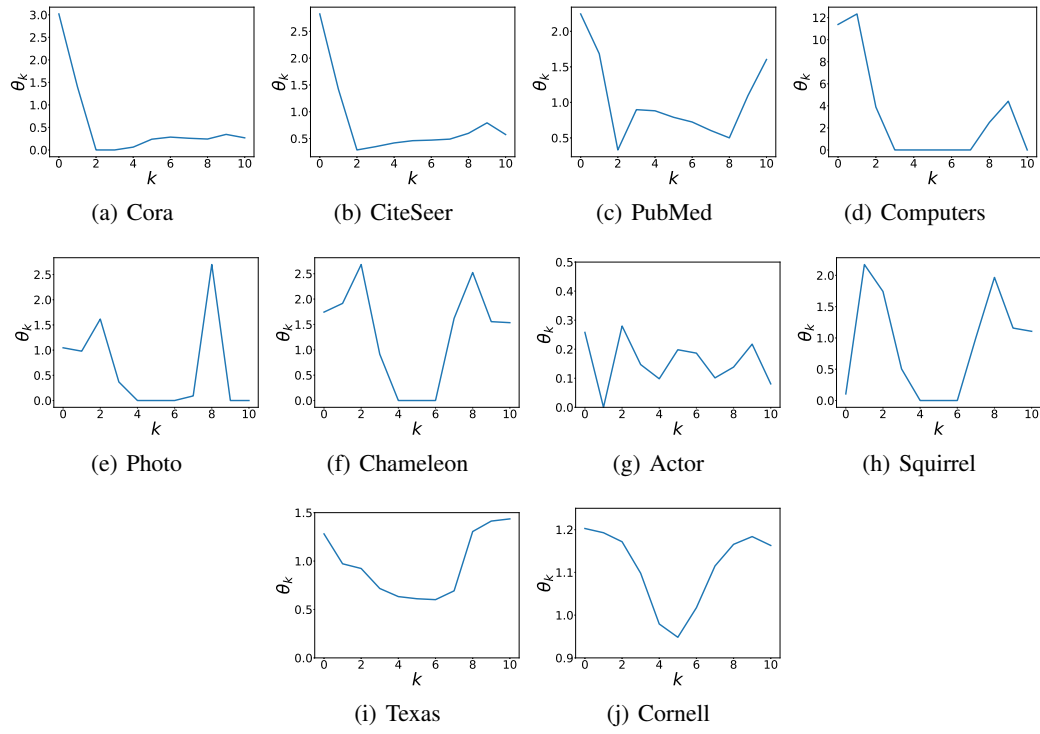 3.0
2.5
2.0
1.5
1.0
0.5
0.0
θk
0 2 4 6 8 10
k
(a) Cora
2.5
2.0
1.5
1.0
0.5
θk
0 2 4 6 8 10
k
(b) CiteSeer
2.0
1.5
1.0
0.5
θk
0 2 4 6 8 10
k
(c) PubMed
12
10
8
6
4
2
0
θk
0 2 4 6 8 10
k
(d) Computers
2.5
2.0
1.5
1.0
0.5
0.0
θk
0 2 4 6 8 10
k
(e) Photo
2.5
2.0
1.5
1.0
0.5
0.0
θk
0 2 4 6 8 10
k
(f) Chameleon
0.5
0.4
0.3
0.2
0.1
0.0
θk
0 2 4 6 8 10
k
(g) Actor
2.0
1.5
1.0
0.5
0.0
θk
0 2 4 6 8 10
k
(h) Squirrel
1.5
1.0
0.5
0.0
θk
0 2 4 6 8 10
k
(i) Texas
1.2
1.1
1.0
0.9
θk
0 2 4 6 8 10
k
(j) Cornell